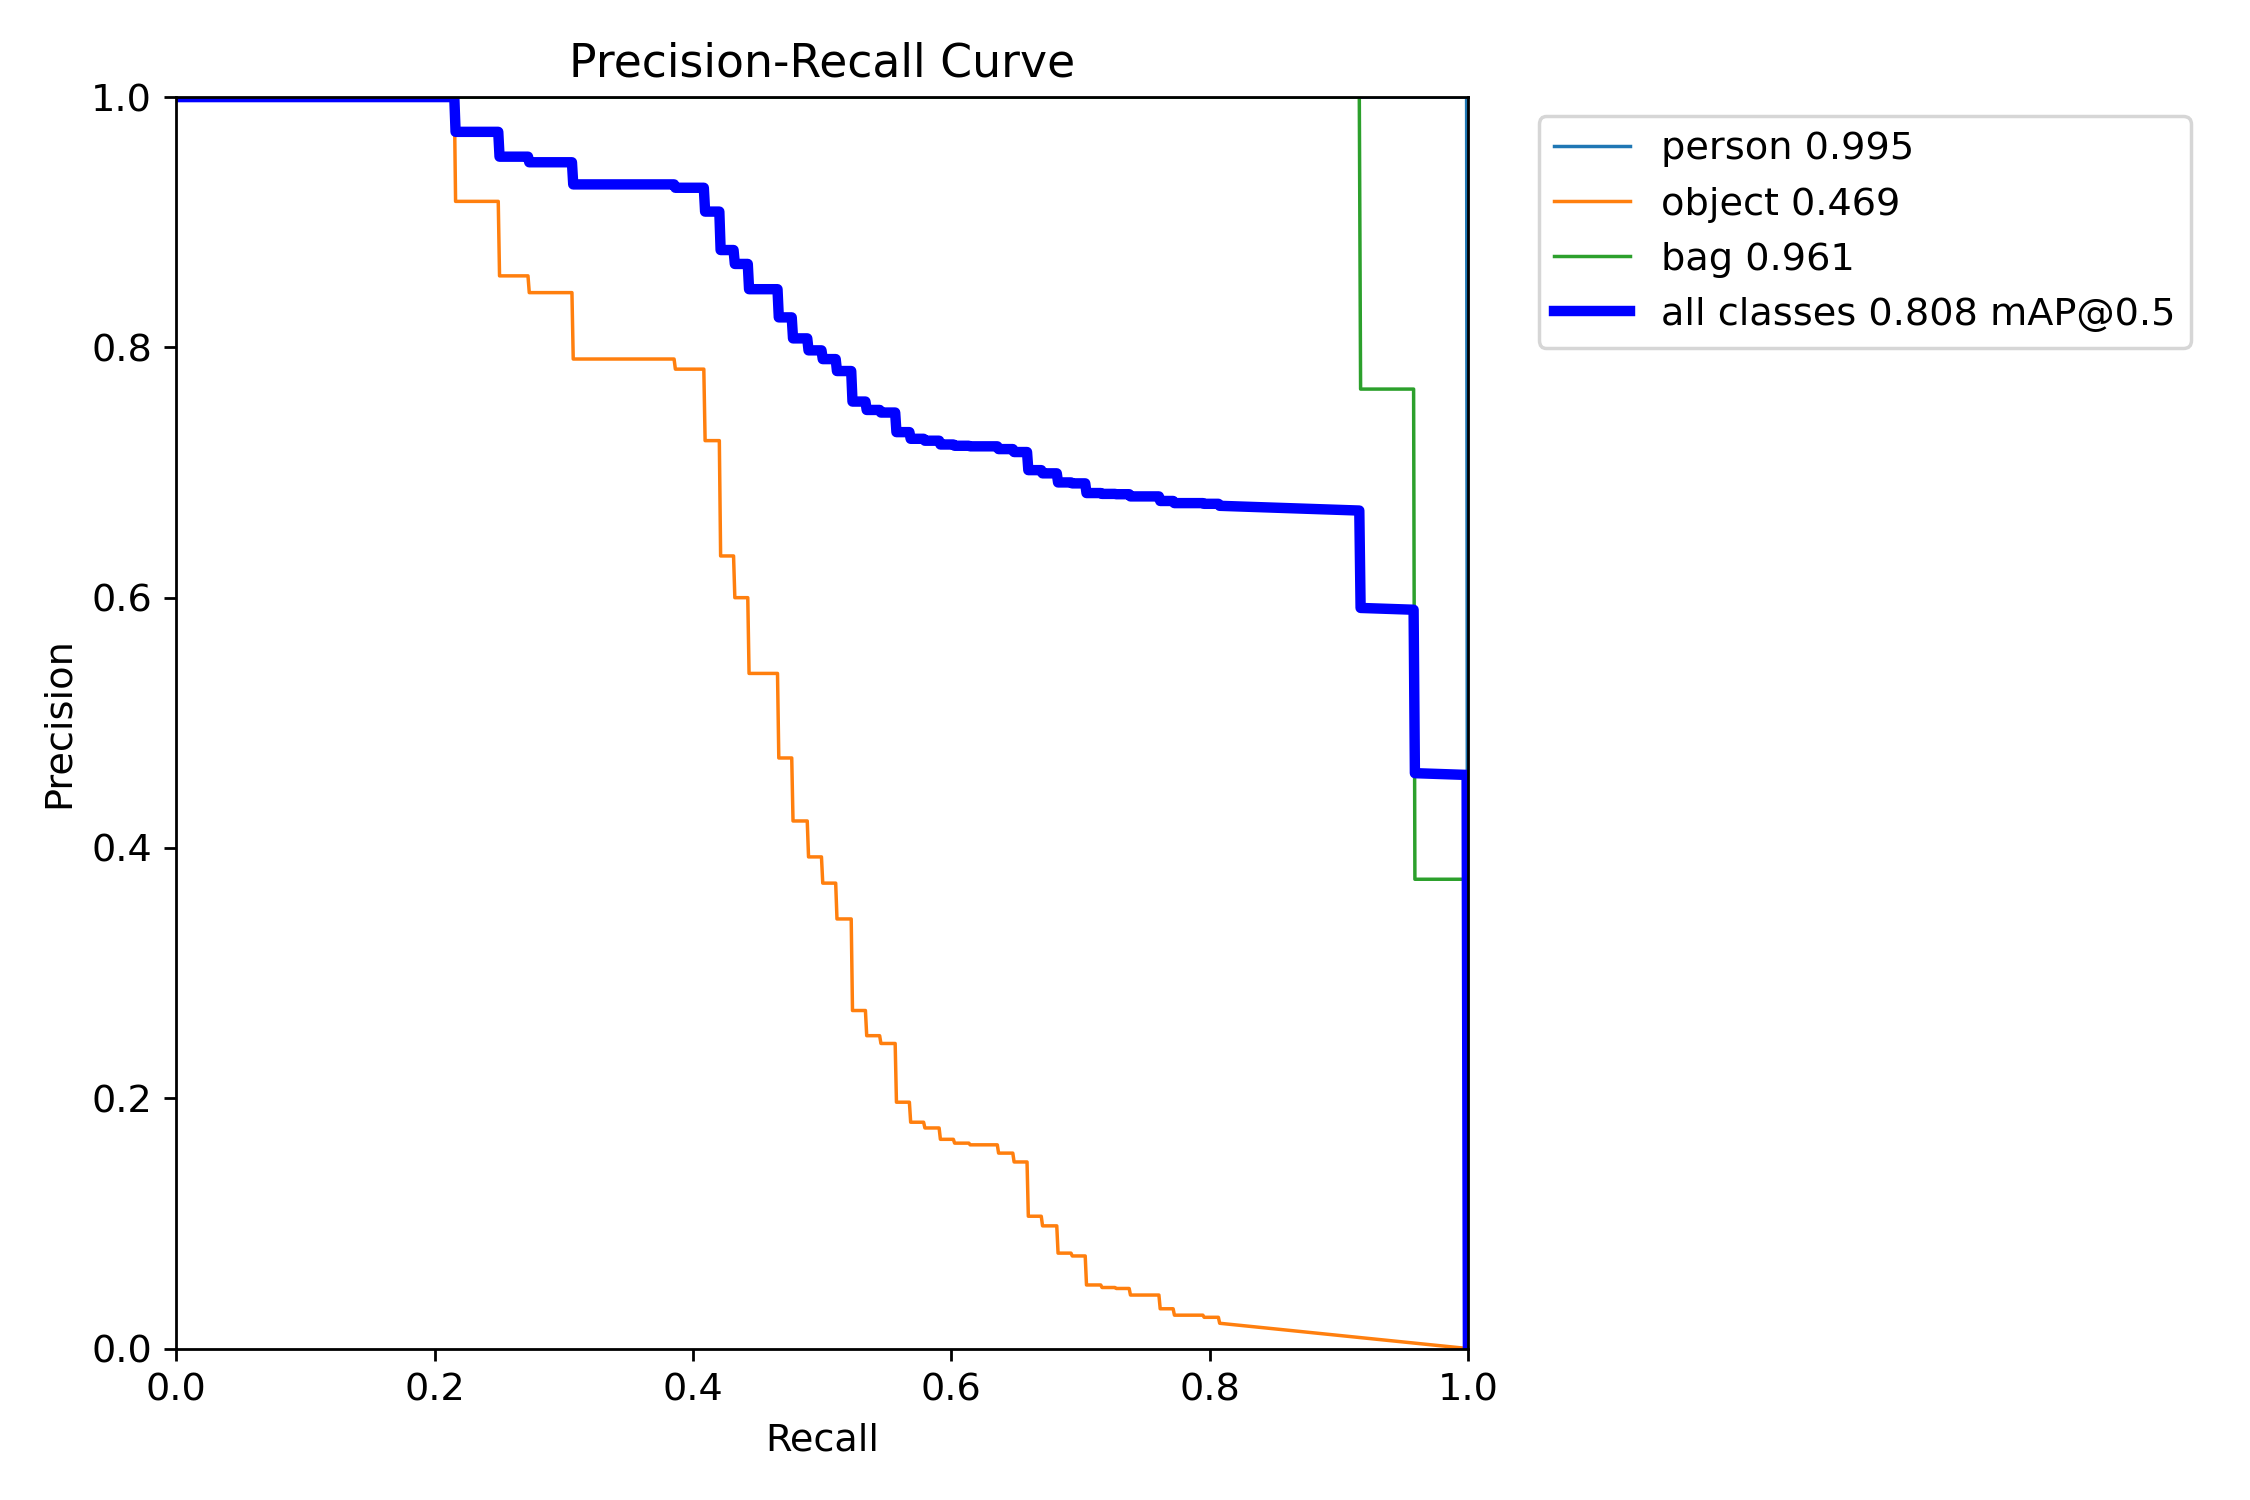 Precision-Recall Curve
1.0
0.8
0.6
0.4
0.2
0.0
Precision
0.0 0.2 0.4 0.6 0.8 1.0
Recall
person 0.995
object 0.469
bag 0.961
all classes 0.808 mAP@0.5